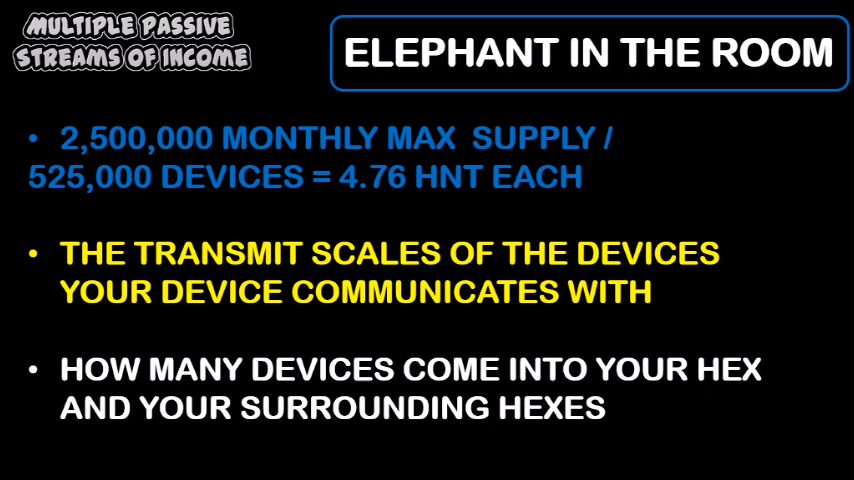 MULTIPLE PASSIVE
STREAMS OF INCOME
ELEPHANT IN THE ROOM
• 2,500,000 MONTHLY MAX SUPPLY /
525,000 DEVICES = 4.76 HNT EACH
• THE TRANSMIT SCALES OF THE DEVICES
YOUR DEVICE COMMUNICATES WITH
• HOW MANY DEVICES COME INTO YOUR HEX
AND YOUR SURROUNDING HEXES